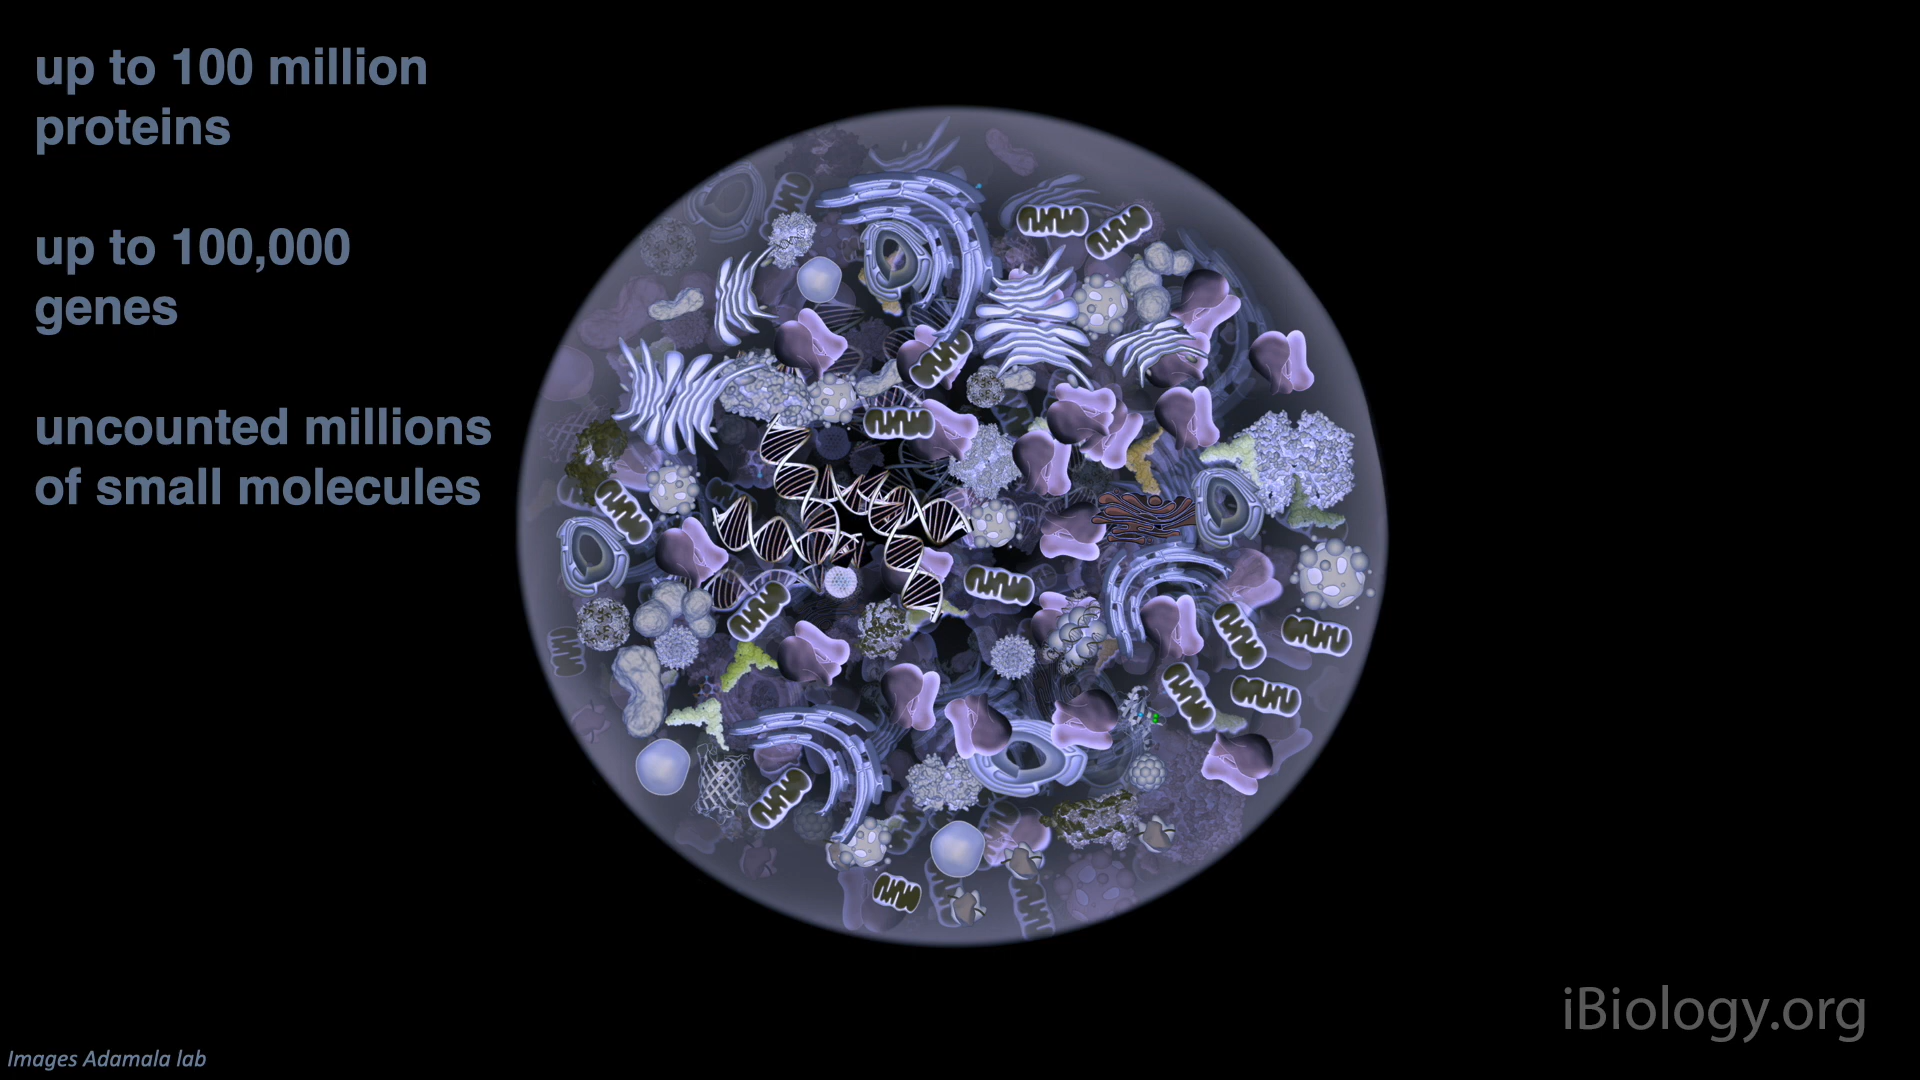 up to 100 million
proteins
up to 100,000
genes
uncounted millions
of small molecules
iBiology.org
Images Adamala lab